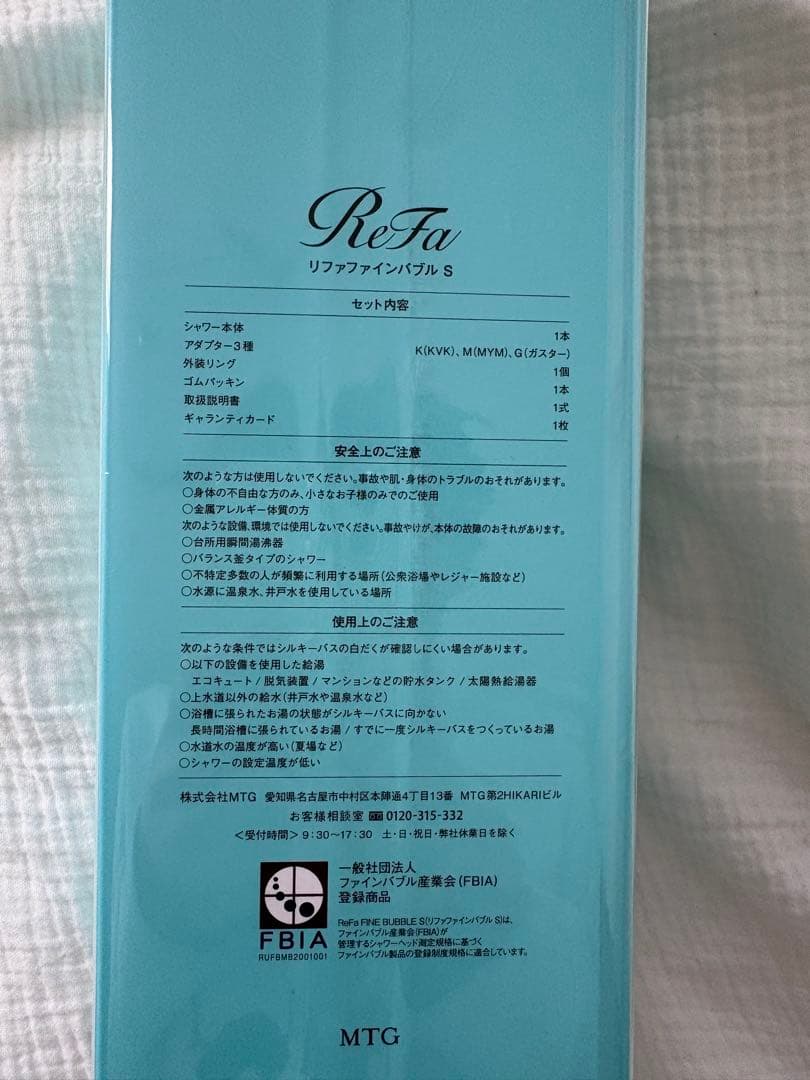 ReFa
リファファインバブル S
セット内容
シャワー本体 1本
アダプター3種 K(KVK)、M(MYM)、G(ガスター)
外装リング 1個
ゴムパッキン 1本
取扱説明書 1式
ギャランティカード 1枚
安全上のご注意
次のような方は使用しないでください。事故や肌・身体のトラブルのおそれがあります。
○身体の不自由な方のみ、小さなお子様のみでのご使用
○金属アレルギー体質の方
次のような設備、環境では使用しないでください。事故やけが、本体の故障のおそれがあります。
○台所用瞬間湯沸器
○バランス釜タイプのシャワー
○不特定多数の人が頻繁に利用する場所(公衆浴場やレジャー施設など)
○水源に温泉水、井戸水を使用している場所
使用上のご注意
次のような条件ではシルキーバスの白だくが確認しにくい場合があります。
○以下の設備を使用した給湯
エコキュート / 脱気装置 / マンションなどの貯水タンク / 太陽熱給湯器
○上水道以外の給水(井戸水や温泉水など)
○浴槽に張られたお湯の状態がシルキーバスに向かない
長時間浴槽に張られているお湯 / すでに一度シルキーバスをつくっているお湯
○水道水の温度が高い(夏場など)
○シャワーの設定温度が低い
株式会社MTG 愛知県名古屋市中村区本陣通4丁目13番 MTG第2HIKARIビル
お客様相談室 0120-315-332
<受付時間> 9:30~17:30 土・日・祝日・弊社休業日を除く
一般社団法人
ファインバブル産業会(FBIA)
登録商品
FBIA
RUFBMB2001001
ReFa FINE BUBBLE S(リファファインバブル S)は、
ファインバブル産業会(FBIA)が
管理するシャワーヘッド測定規格に基づく
ファインバブル製品の登録制度規格に適合しています。
MTG